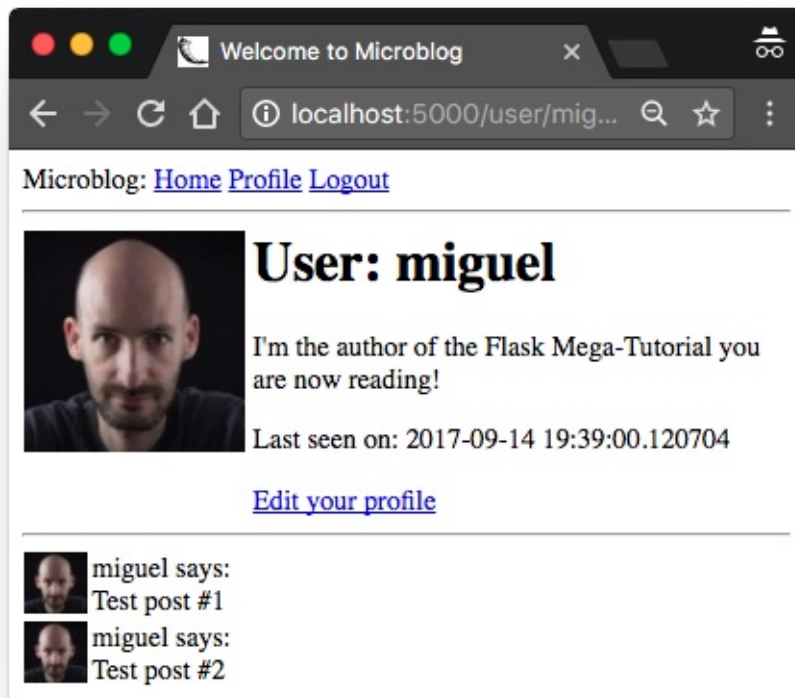 Welcome to Microblog
localhost:5000/user/mig...
Microblog: Home Profile Logout
User: miguel
I'm the author of the Flask Mega-Tutorial you
are now reading!
Last seen on: 2017-09-14 19:39:00.120704
Edit your profile
miguel says:
Test post #1
miguel says:
Test post #2